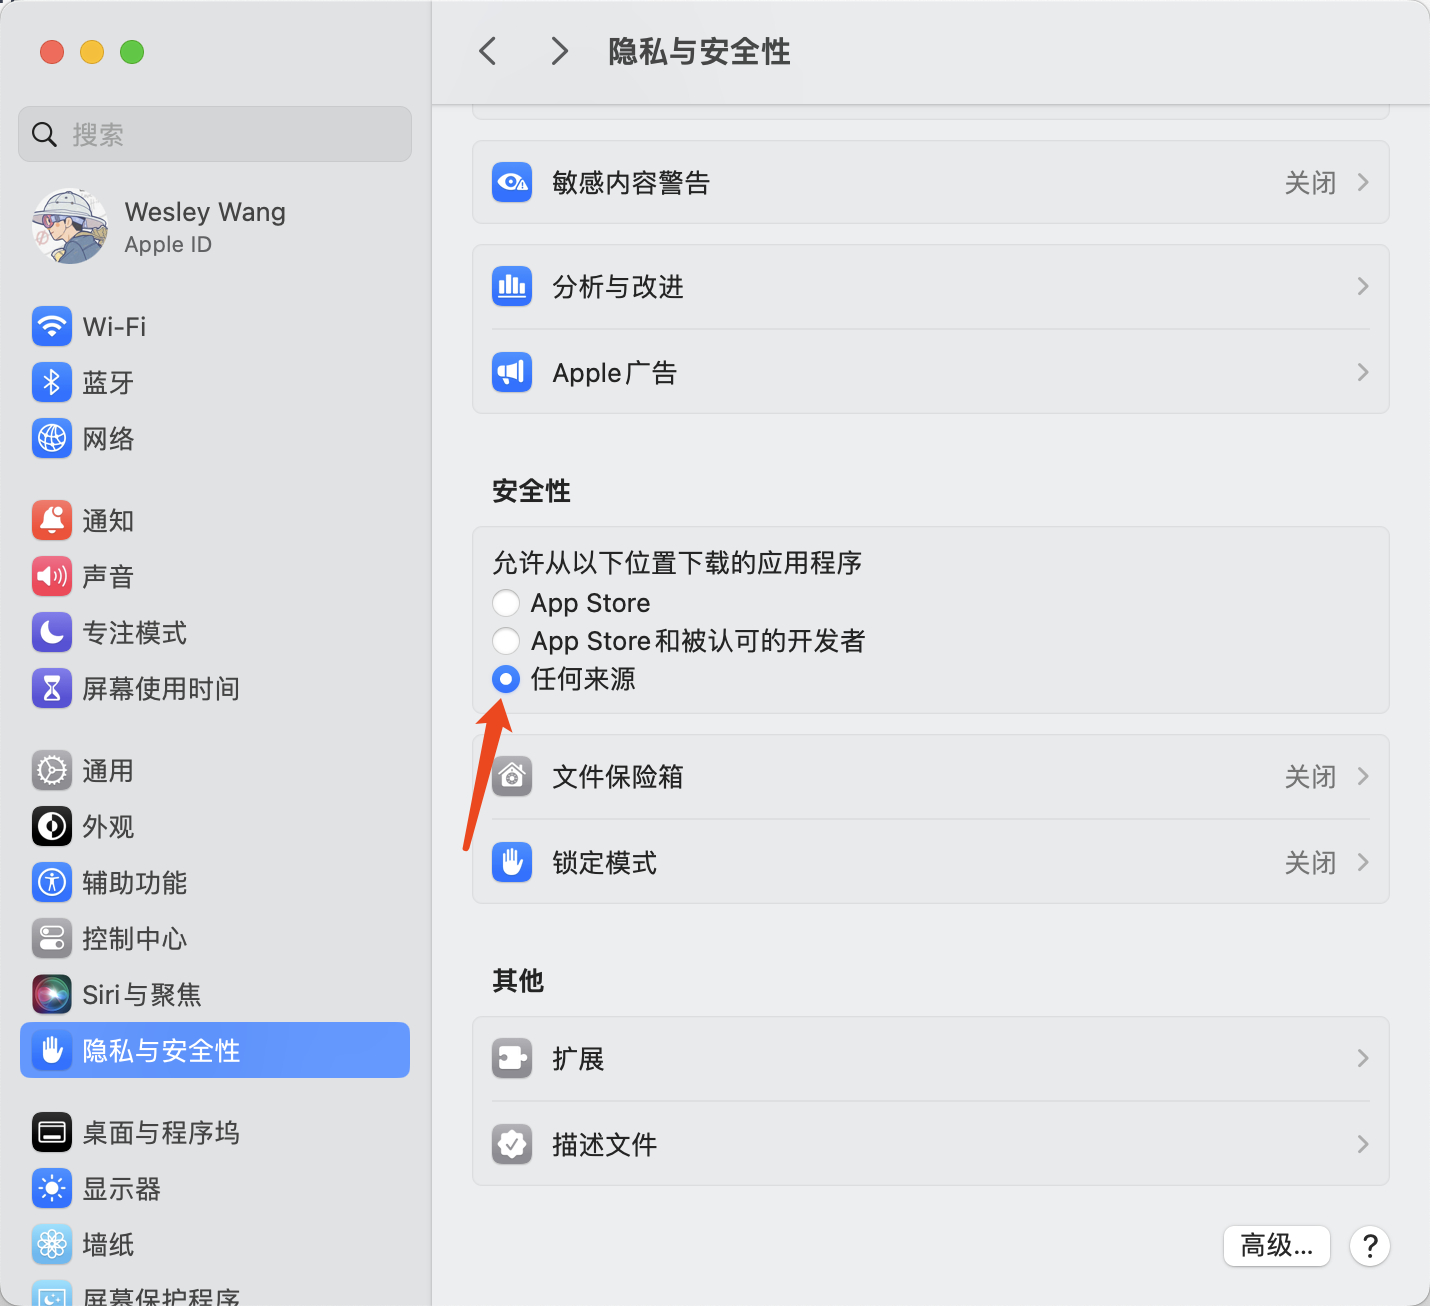 搜索
Wesley Wang
Apple ID
Wi-Fi
蓝牙
网络
通知
声音
专注模式
屏幕使用时间
通用
外观
辅助功能
控制中心
Siri与聚焦
隐私与安全性
桌面与程序坞
显示器
墙纸
屏幕保护程序
隐私与安全性
敏感内容警告 关闭
分析与改进
Apple广告
安全性
允许从以下位置下载的应用程序
App Store
App Store和被认可的开发者
任何来源
文件保险箱 关闭
锁定模式 关闭
其他
扩展
描述文件
高级... ?